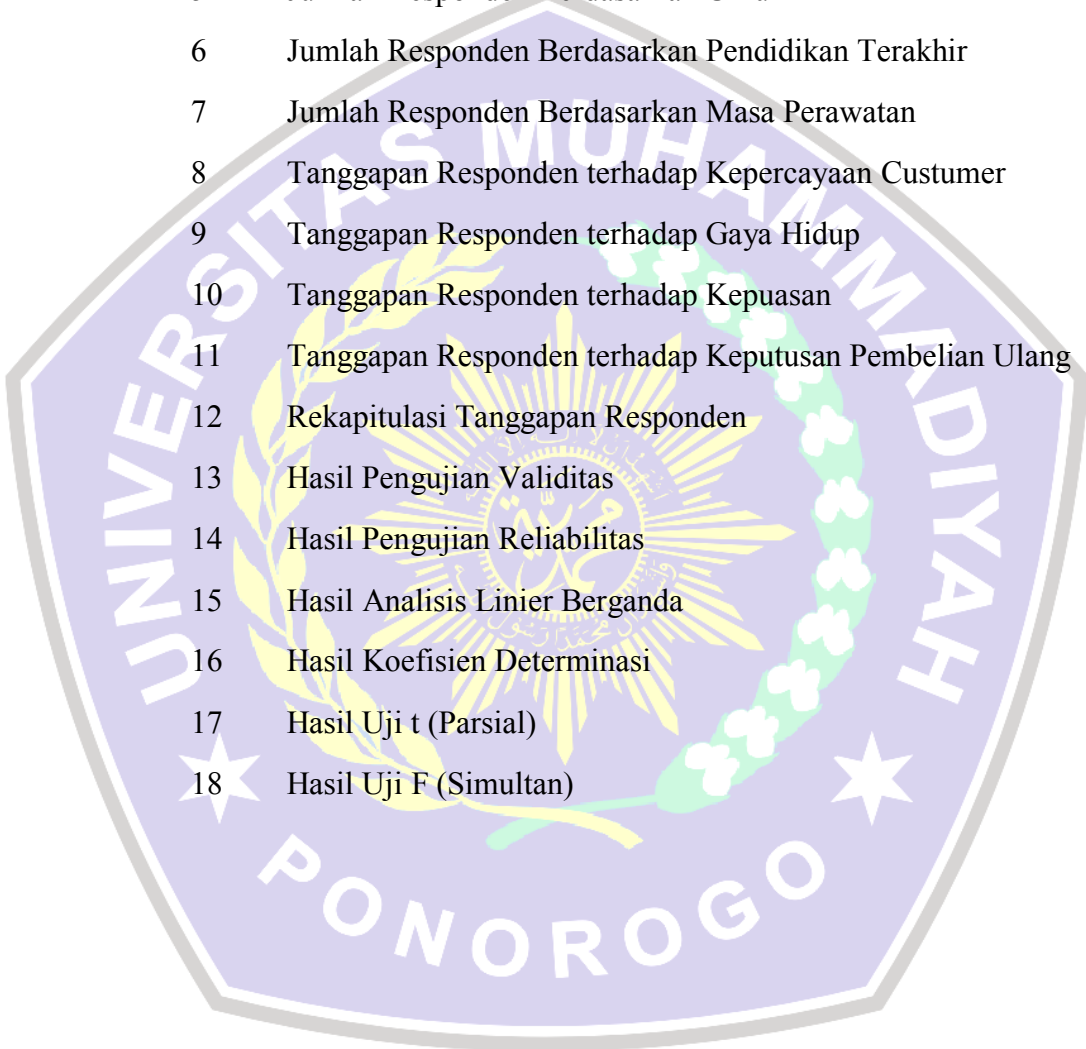 6 Jumlah Responden Berdasarkan Pendidikan Terakhir
7 Jumlah Responden Berdasarkan Masa Perawatan
8 Tanggapan Responden terhadap Kepercayaan Custumer
9 Tanggapan Responden terhadap Gaya Hidup
10 Tanggapan Responden terhadap Kepuasan
11 Tanggapan Responden terhadap Keputusan Pembelian Ulang
12 Rekapitulasi Tanggapan Responden
13 Hasil Pengujian Validitas
14 Hasil Pengujian Reliabilitas
15 Hasil Analisis Linier Berganda
16 Hasil Koefisien Determinasi
17 Hasil Uji t (Parsial)
18 Hasil Uji F (Simultan)
UNIVERSITAS MUHAMMADIYAH
PONOROGO